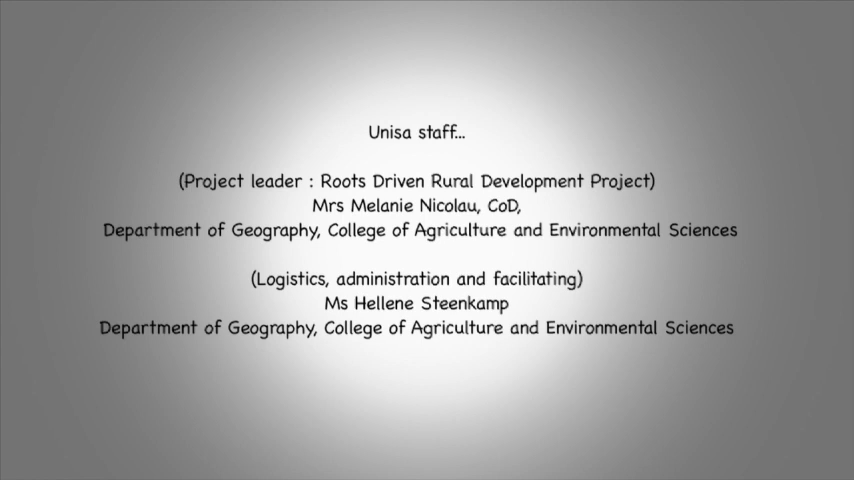 Unisa staff...
(Project leader : Roots Driven Rural Development Project)
Mrs Melanie Nicolau, CoD,
Department of Geography, College of Agriculture and Environmental Sciences
(Logistics, administration and facilitating)
Ms Hellene Steenkamp
Department of Geography, College of Agriculture and Environmental Sciences